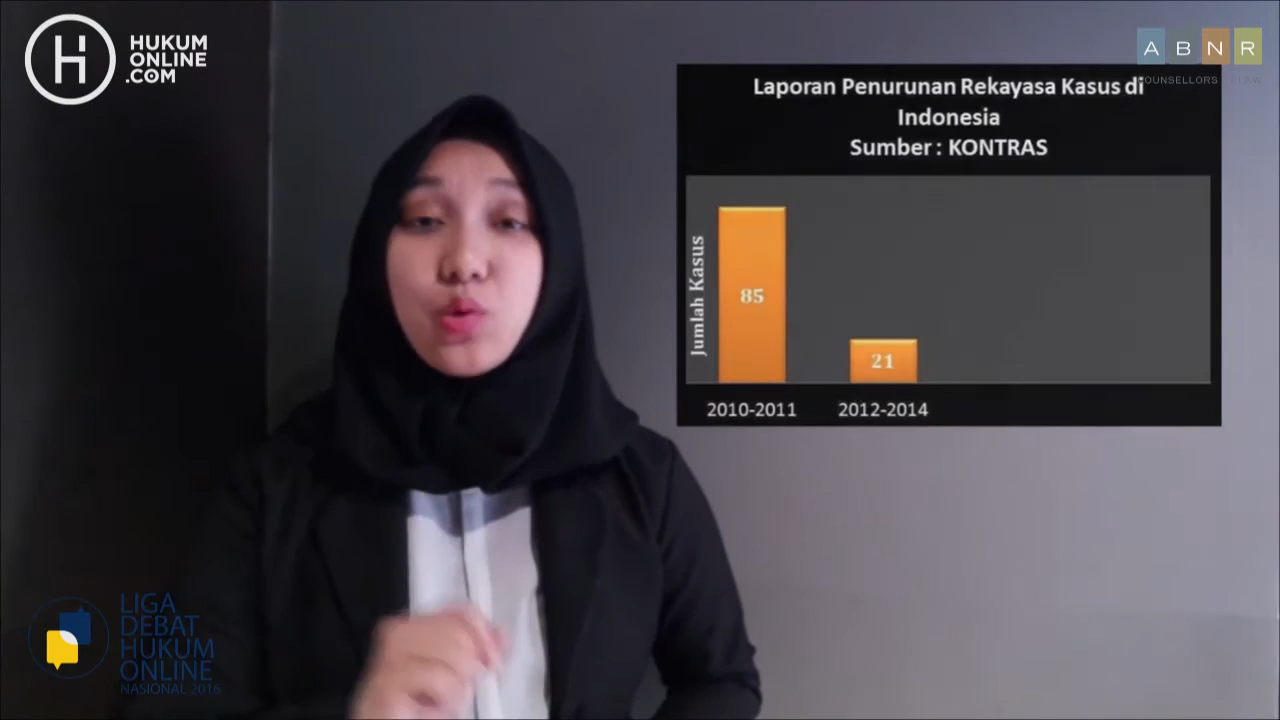 HUKUM
ONLINE
.COM
A B N R
COUNSELLORS
Laporan Penurunan Rekayasa Kasus di
Indonesia
Sumber : KONTRAS
Jumlah Kasus
85
21
2010-2011
2012-2014
LIGA
DEBAT
HUKUM
ONLINE
NASIONAL 2016